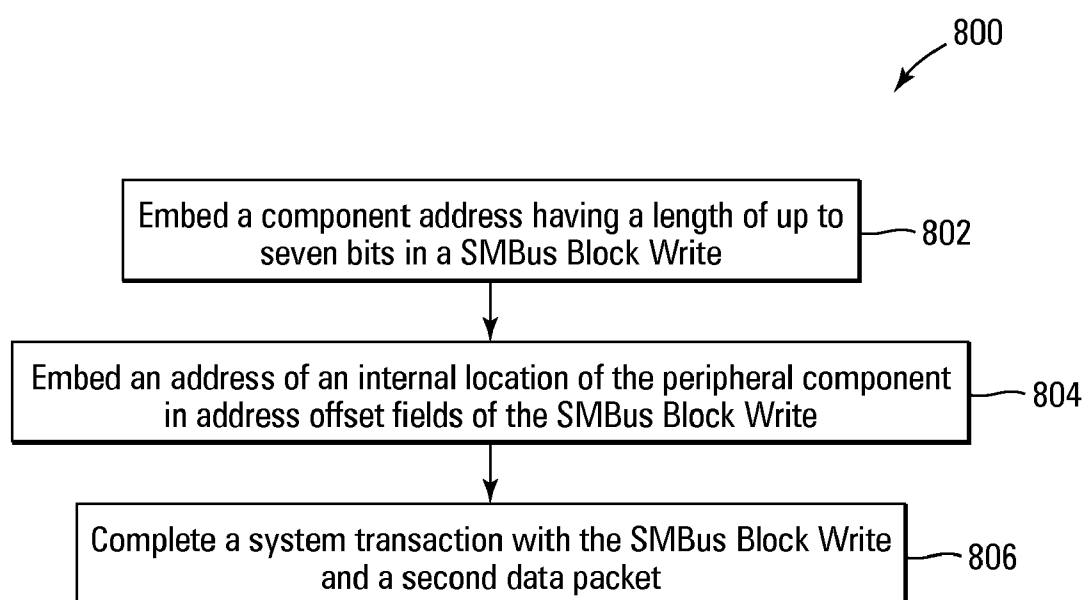 800
Embed a component address having a length of up to
seven bits in a SMBus Block Write
802
Embed an address of an internal location of the peripheral component
in address offset fields of the SMBus Block Write
804
Complete a system transaction with the SMBus Block Write
and a second data packet
806